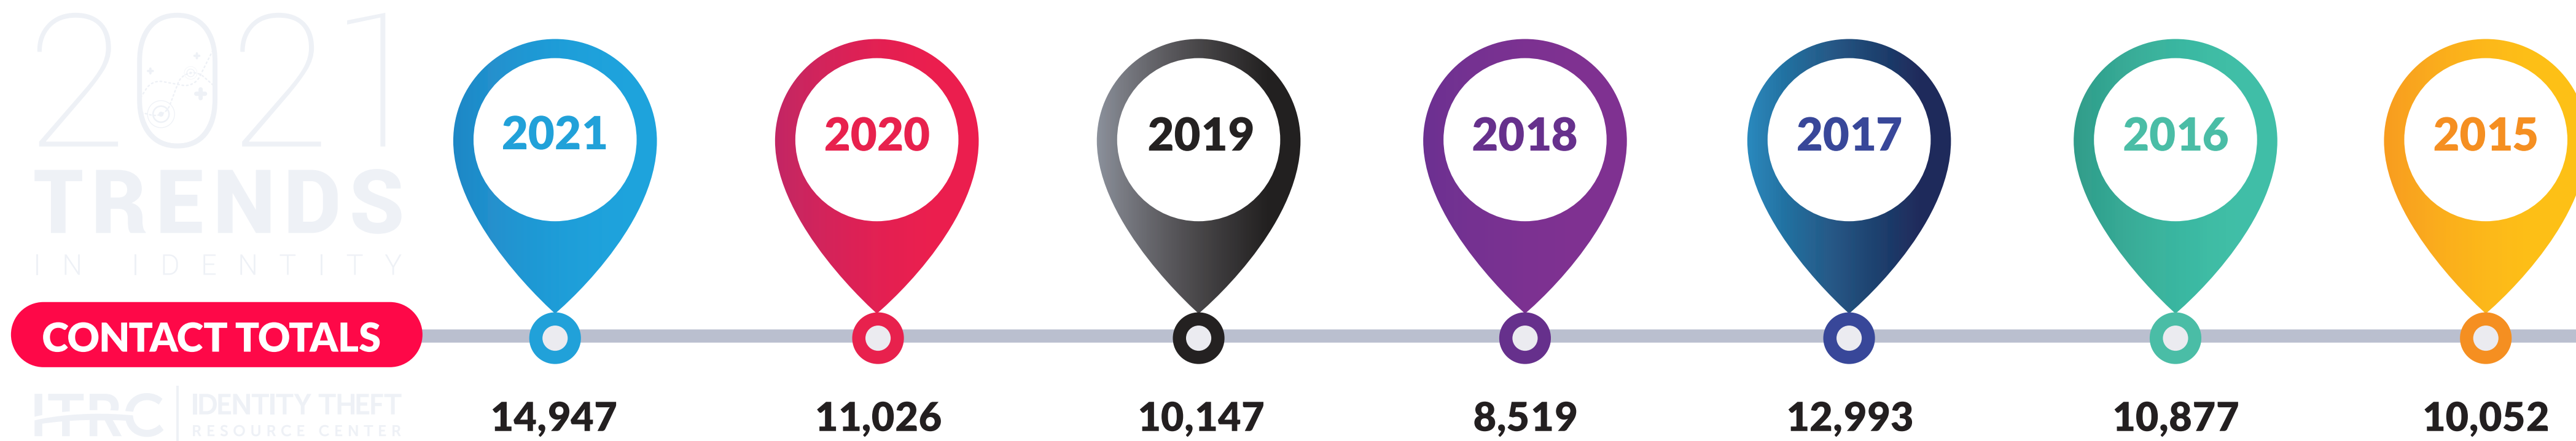 2021
TRENDS
IN IDENTITY
CONTACT TOTALS
ITRC
IDENTITY THEFT
RESOURCE CENTER
2021
14,947
2020
11,026
2019
10,147
2018
8,519
2017
12,993
2016
10,877
2015
10,052